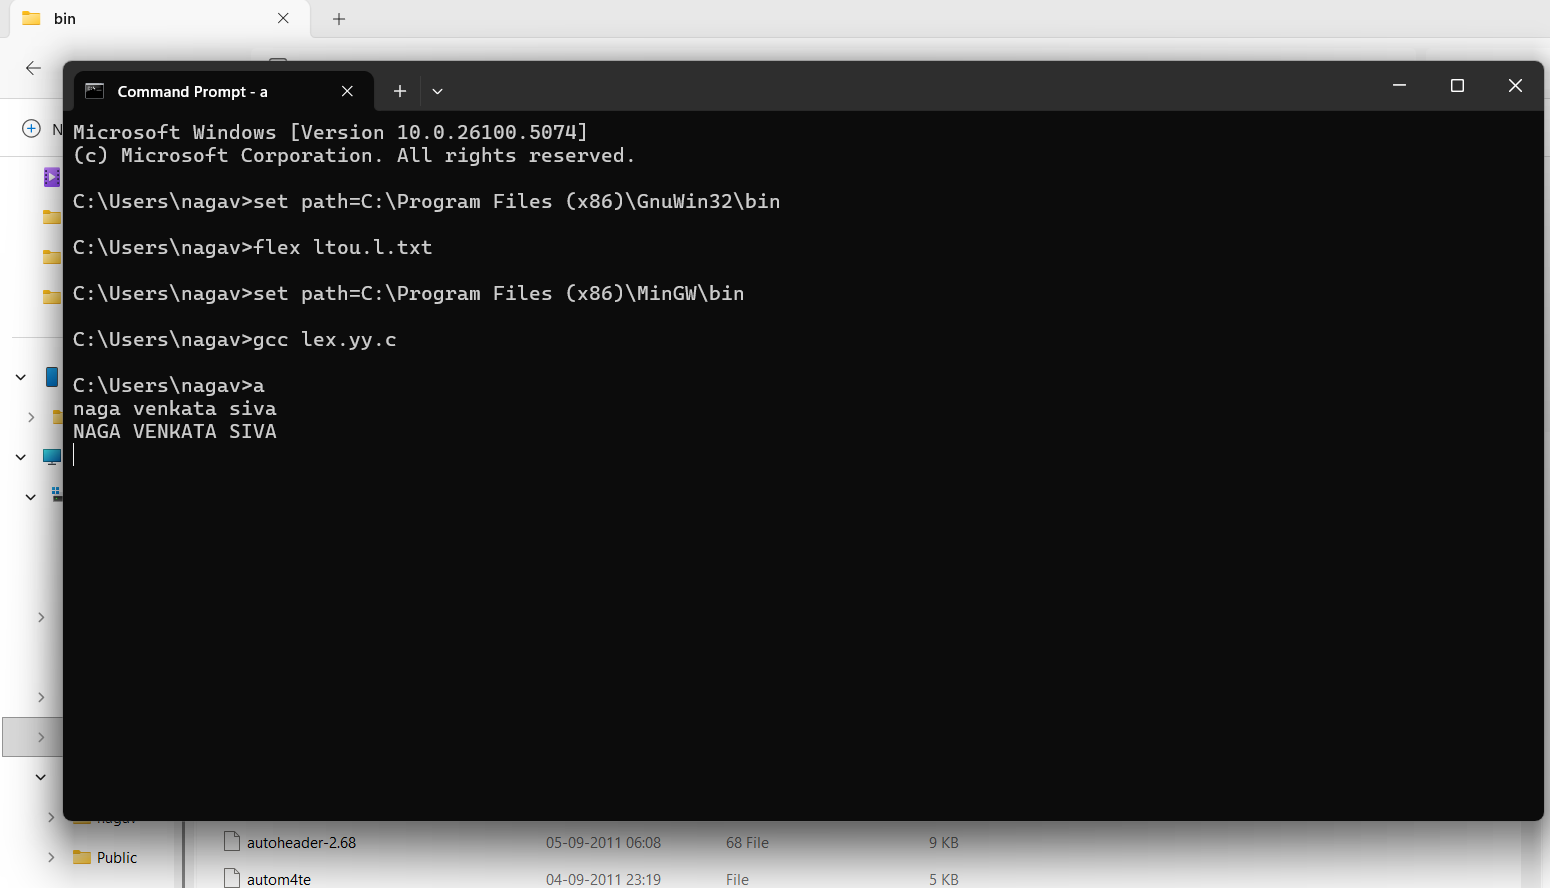 bin
Command Prompt - a
N
Microsoft Windows [Version 10.0.26100.5074]
(c) Microsoft Corporation. All rights reserved.
C:\Users\nagav>set path=C:\Program Files (x86)\GnuWin32\bin
C:\Users\nagav>flex ltou.l.txt
C:\Users\nagav>set path=C:\Program Files (x86)\MinGW\bin
C:\Users\nagav>gcc lex.yy.c
C:\Users\nagav>a
naga venkata siva
NAGA VENKATA SIVA
autoheader-2.68 05-09-2011 06:08 68 File 9 KB
Public
autom4te 04-09-2011 23:19 File 5 KB